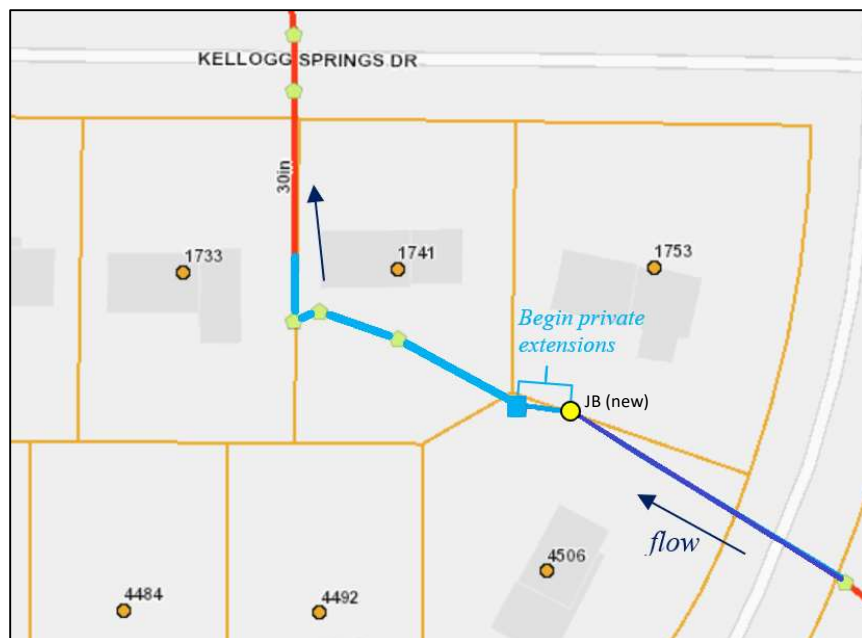 KELLOGG SPRINGS DR
30in
1733
1741
1753
Begin private
extensions
JB (new)
flow
4506
4484
4492